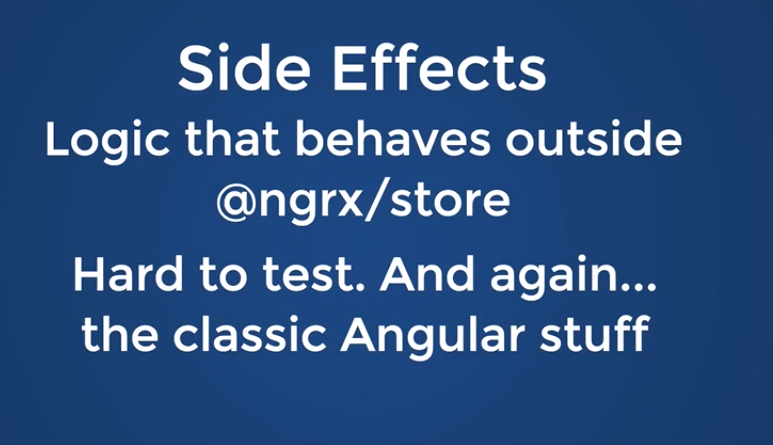 Side Effects
Logic that behaves outside
@ngrx/store
Hard to test. And again...
the classic Angular stuff